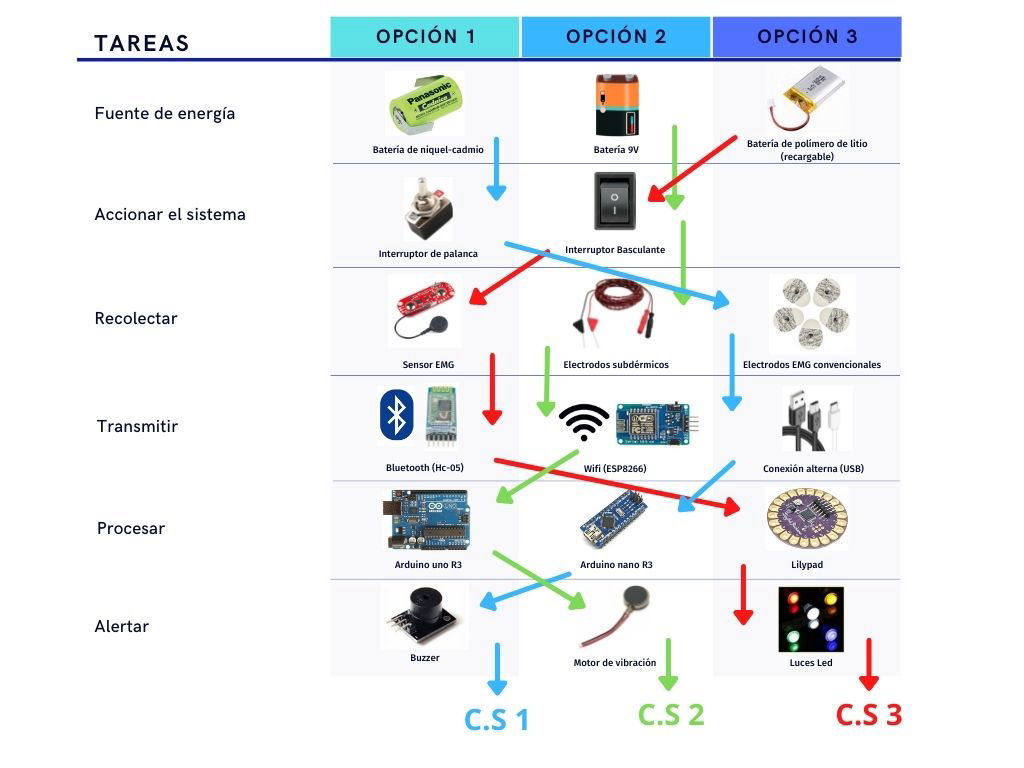 TAREAS
OPCIÓN 1
OPCIÓN 2
OPCIÓN 3
Fuente de energía
Panasonic
Cadnica
Batería de niquel-cadmio
Batería 9V
Batería de polímero de litio
(recargable)
Accionar el sistema
Interruptor de palanca
Interruptor Basculante
Recolectar
Sensor EMG
Electrodos subdérmicos
Electrodos EMG convencionales
Transmitir
Bluetooth (Hc-05)
Wifi (ESP8266)
Conexión alterna (USB)
Procesar
UNO
Arduino uno R3
Arduino nano R3
Lilypad
Alertar
Buzzer
Motor de vibración
Luces Led
C.S 1
C.S 2
C.S 3